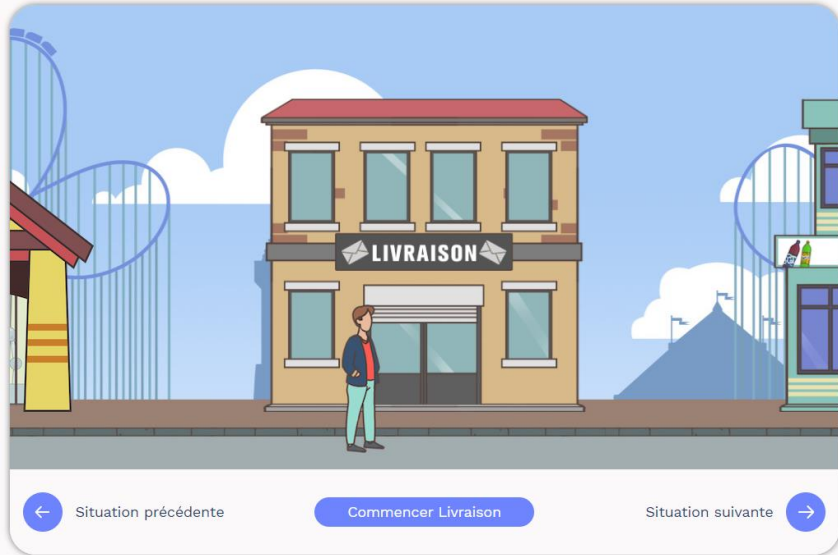 LIVRAISON
Situation précédente
Commencer Livraison
Situation suivante